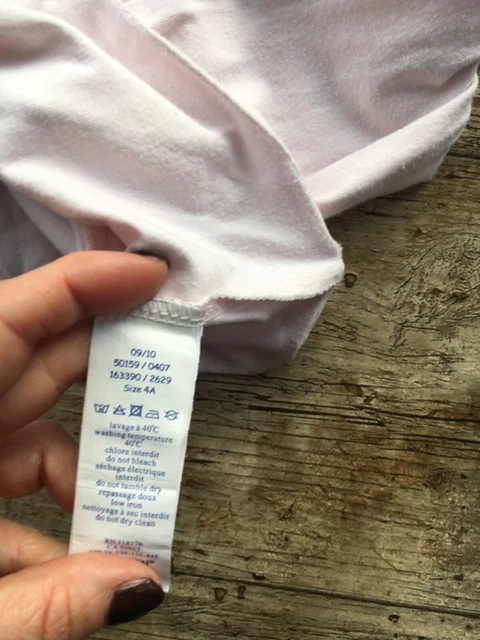 09/10
50159 / 0407
163390 / 2629
Size 4A
lavage à 40°C
washing temperature
40°C
chlore interdit
do not bleach
séchage électrique
interdit
do not tumble dry
repassage doux
low iron
nettoyage à sec interdit
do not dry clean